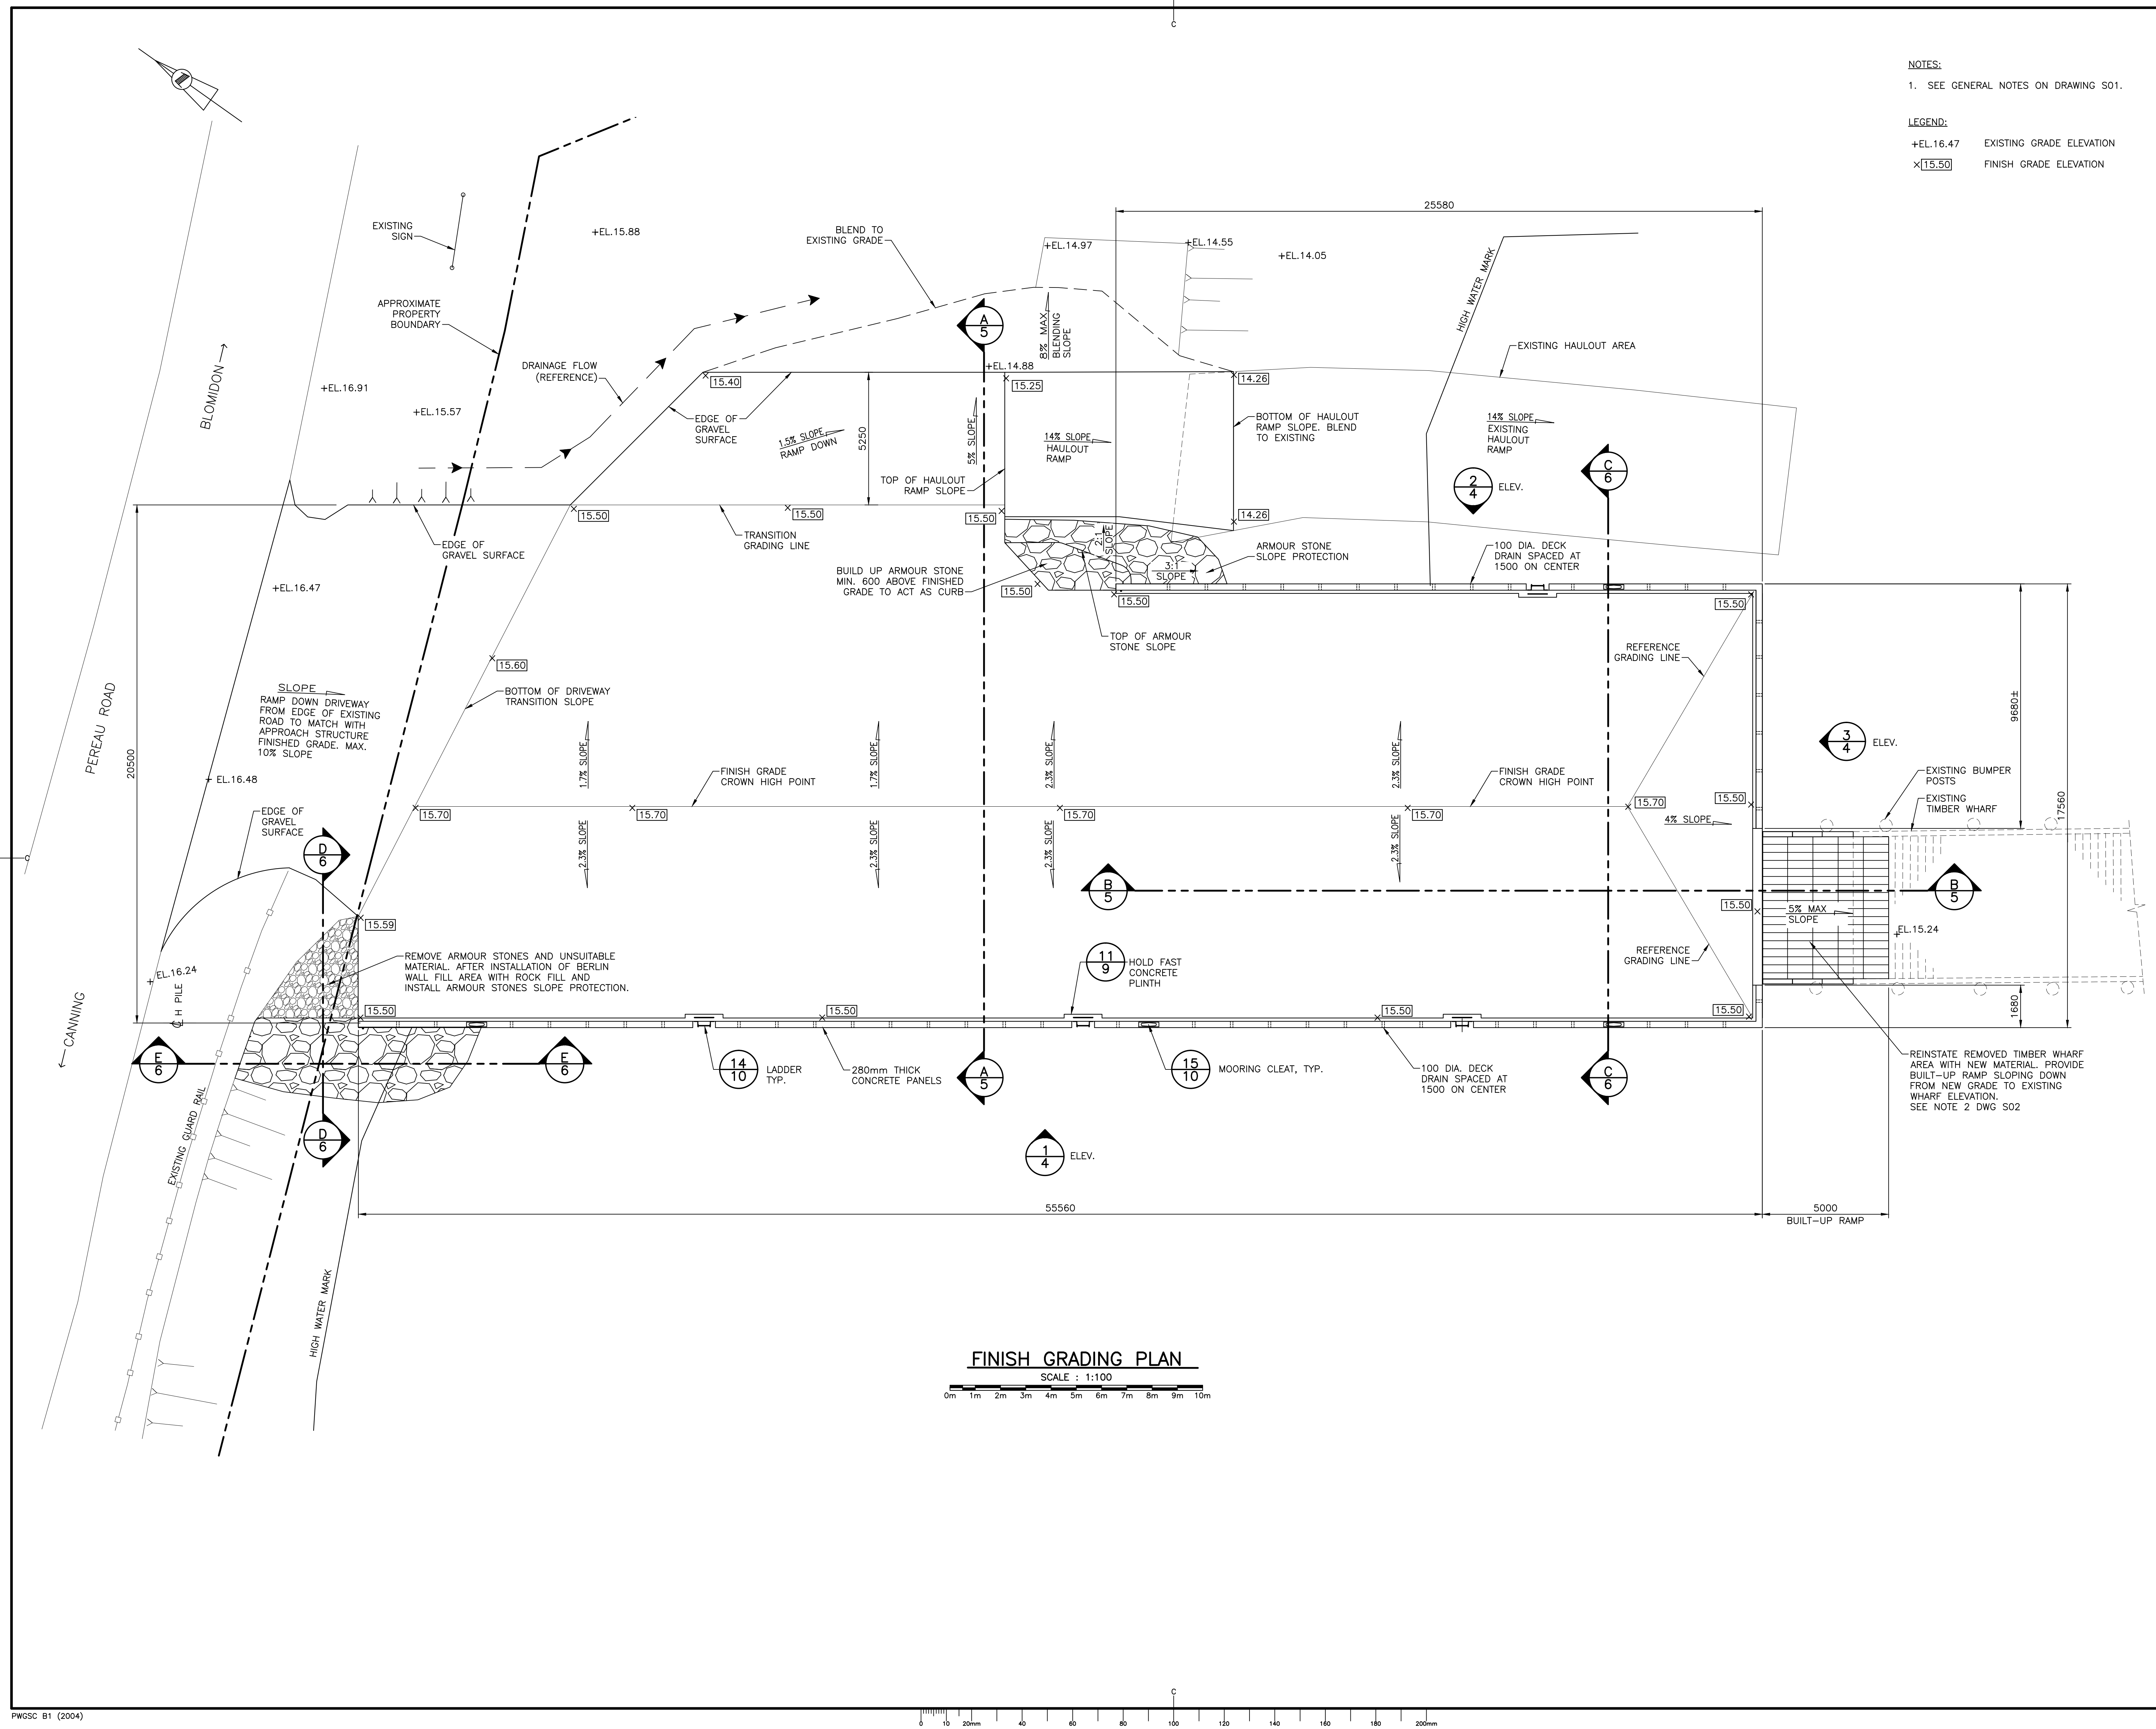 C
NOTES:
1. SEE GENERAL NOTES ON DRAWING S01.
LEGEND:
+EL.16.47 EXISTING GRADE ELEVATION
×15.50 FINISH GRADE ELEVATION
25580
EXISTING
SIGN
+EL.15.88
BLEND TO
EXISTING GRADE
+EL.14.97
+EL.14.55
+EL.14.05
HIGH WATER MARK
APPROXIMATE
PROPERTY
BOUNDARY
A
5
8% MAX
BLENDING
SLOPE
EXISTING HAULOUT AREA
BLOMIDON
DRAINAGE FLOW
(REFERENCE)
+EL.14.88
+EL.16.91
15.40
15.25
14.26
+EL.15.57
EDGE OF
GRAVEL
SURFACE
1.5% SLOPE
RAMP DOWN
5250
5% SLOPE
14% SLOPE
HAULOUT
RAMP
BOTTOM OF HAULOUT
RAMP SLOPE. BLEND
TO EXISTING
14% SLOPE
EXISTING
HAULOUT
RAMP
C
6
2
4
ELEV.
TOP OF HAULOUT
RAMP SLOPE
15.50
15.50
15.50
14.26
EDGE OF
GRAVEL SURFACE
TRANSITION
GRADING LINE
2:1
SLOPE
ARMOUR STONE
SLOPE PROTECTION
100 DIA. DECK
DRAIN SPACED AT
1500 ON CENTER
3:1
SLOPE
BUILD UP ARMOUR STONE
MIN. 600 ABOVE FINISHED
GRADE TO ACT AS CURB
+EL.16.47
15.50
15.50
15.50
TOP OF ARMOUR
STONE SLOPE
REFERENCE
GRADING LINE
15.60
SLOPE
RAMP DOWN DRIVEWAY
FROM EDGE OF EXISTING
ROAD TO MATCH WITH
APPROACH STRUCTURE
FINISHED GRADE. MAX.
10% SLOPE
BOTTOM OF DRIVEWAY
TRANSITION SLOPE
PEREAU ROAD
20500
9680±
1.7% SLOPE
1.7% SLOPE
2.3% SLOPE
2.3% SLOPE
3
4
ELEV.
+ EL.16.48
FINISH GRADE
CROWN HIGH POINT
FINISH GRADE
CROWN HIGH POINT
EXISTING BUMPER
POSTS
EXISTING
TIMBER WHARF
17560
EDGE OF
GRAVEL
SURFACE
15.70
15.70
15.70
15.70
15.70
15.50
4% SLOPE
2.3% SLOPE
2.3% SLOPE
2.3% SLOPE
2.3% SLOPE
D
6
C
B
5
B
5
15.59
15.50
5% MAX
SLOPE
EL.15.24
+ EL.16.24
REMOVE ARMOUR STONES AND UNSUITABLE
MATERIAL. AFTER INSTALLATION OF BERLIN
WALL FILL AREA WITH ROCK FILL AND
INSTALL ARMOUR STONES SLOPE PROTECTION.
11
9
HOLD FAST
CONCRETE
PLINTH
REFERENCE
GRADING LINE
℄ H PILE
15.50
15.50
15.50
15.50
1680
CANNING
E
6
E
6
14
10
LADDER
TYP.
280mm THICK
CONCRETE PANELS
A
5
15
10
MOORING CLEAT, TYP.
100 DIA. DECK
DRAIN SPACED AT
1500 ON CENTER
C
6
REINSTATE REMOVED TIMBER WHARF
AREA WITH NEW MATERIAL. PROVIDE
BUILT-UP RAMP SLOPING DOWN
FROM NEW GRADE TO EXISTING
WHARF ELEVATION.
SEE NOTE 2 DWG S02
EXISTING GUARD RAIL
D
6
1
4
ELEV.
55560
5000
BUILT-UP RAMP
HIGH WATER MARK
FINISH GRADING PLAN
SCALE : 1:100
0m 1m 2m 3m 4m 5m 6m 7m 8m 9m 10m
C
PWGSC B1 (2004)
0 10 20mm 40 60 80 100 120 140 160 180 200mm